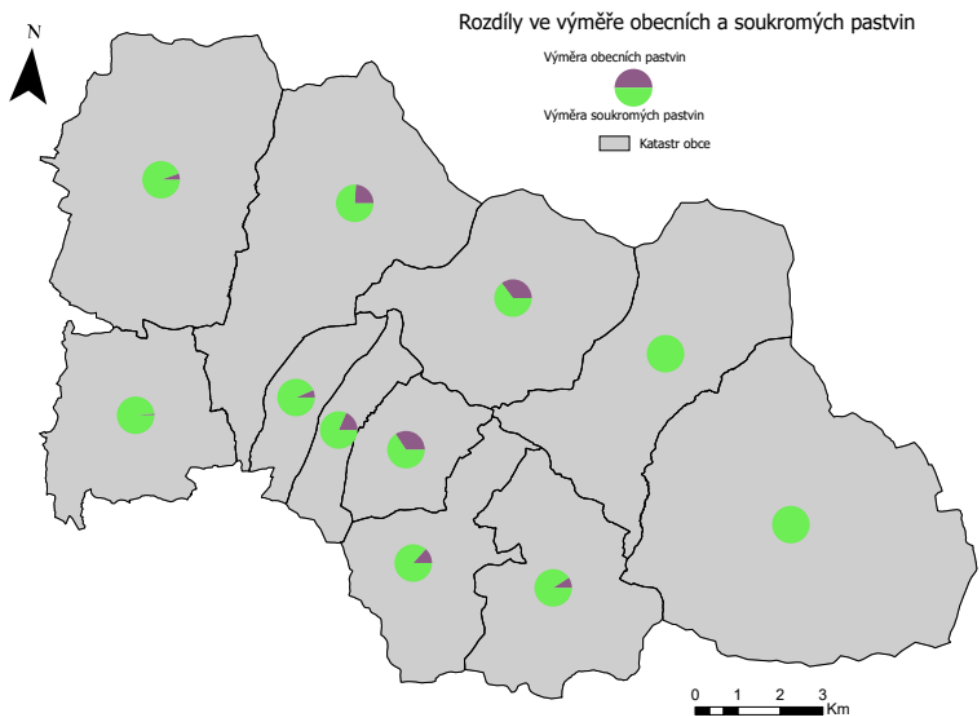 Rozdíly ve výměře obecních a soukromých pastvin
N
Výměra obecních pastvin
Výměra soukromých pastvin
Katastr obce
0 1 2 3
Km